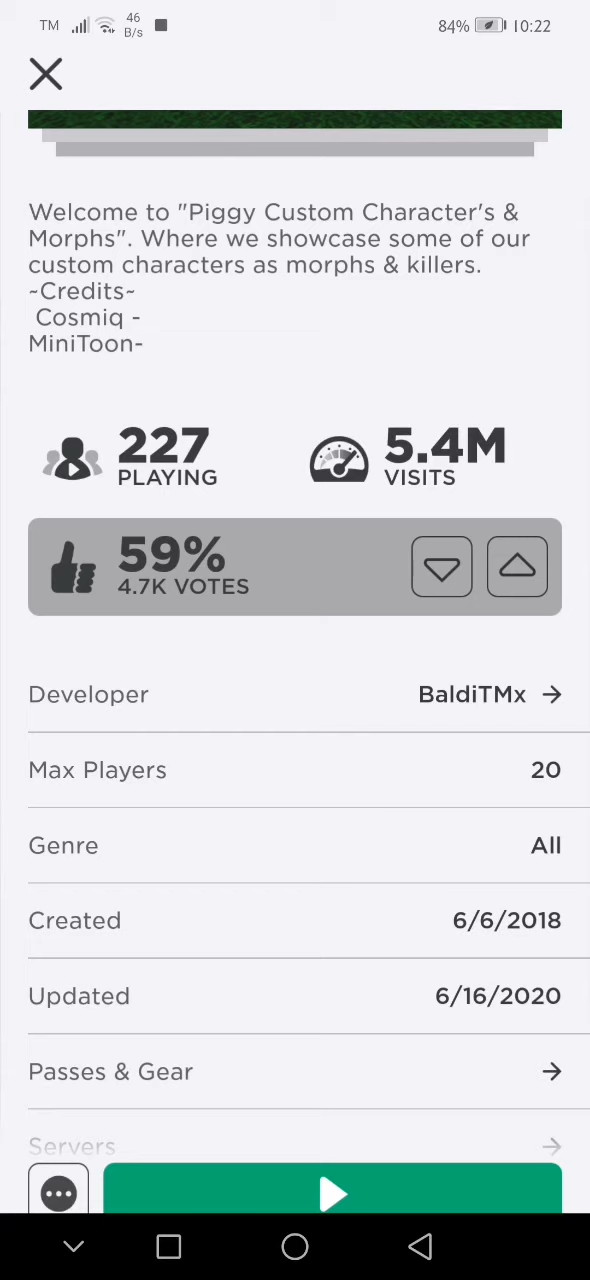 TM 46 B/s 84% 10:22
Welcome to "Piggy Custom Character's &
Morphs". Where we showcase some of our
custom characters as morphs & killers.
~Credits~
Cosmiq -
MiniToon-
227 5.4M
PLAYING VISITS
59%
4.7K VOTES
Developer BaldiTMx
Max Players 20
Genre All
Created 6/6/2018
Updated 6/16/2020
Passes & Gear
Servers